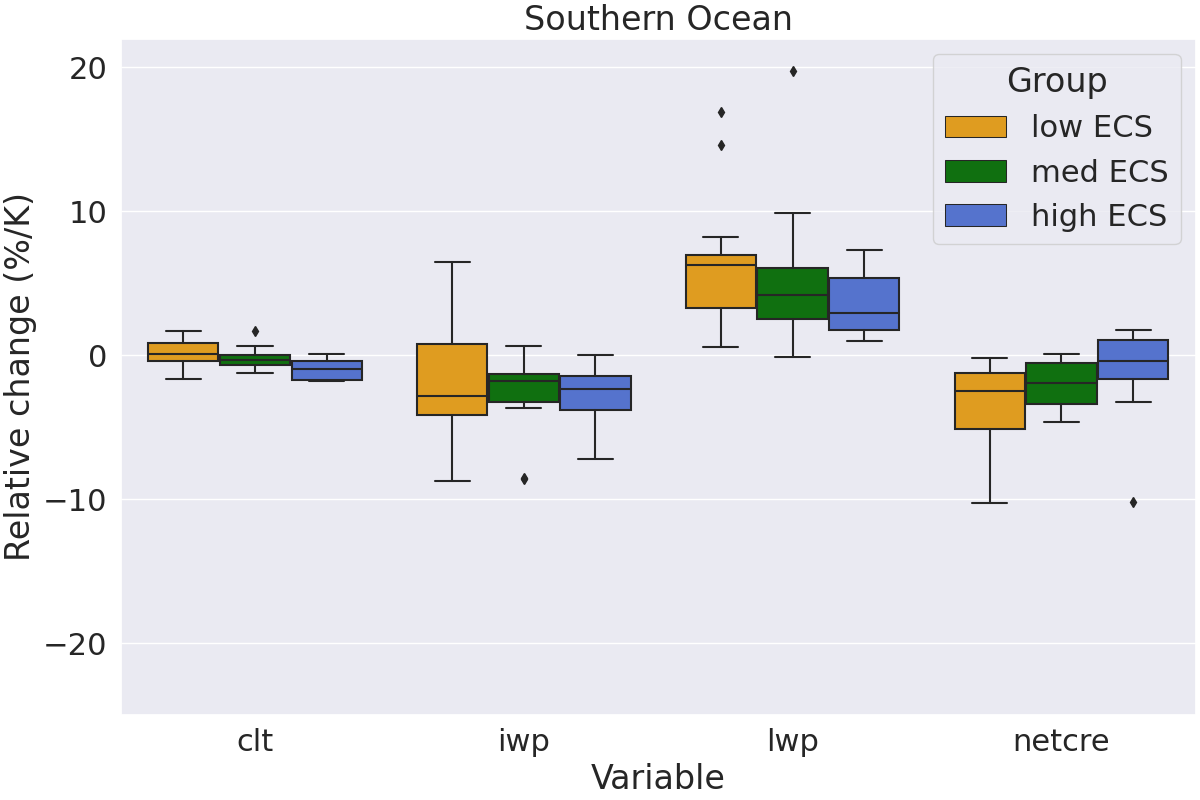 Southern Ocean
Relative change (%/K)
20
10
0
−10
−20
Group
low ECS
med ECS
high ECS
clt
iwp
lwp
netcre
Variable